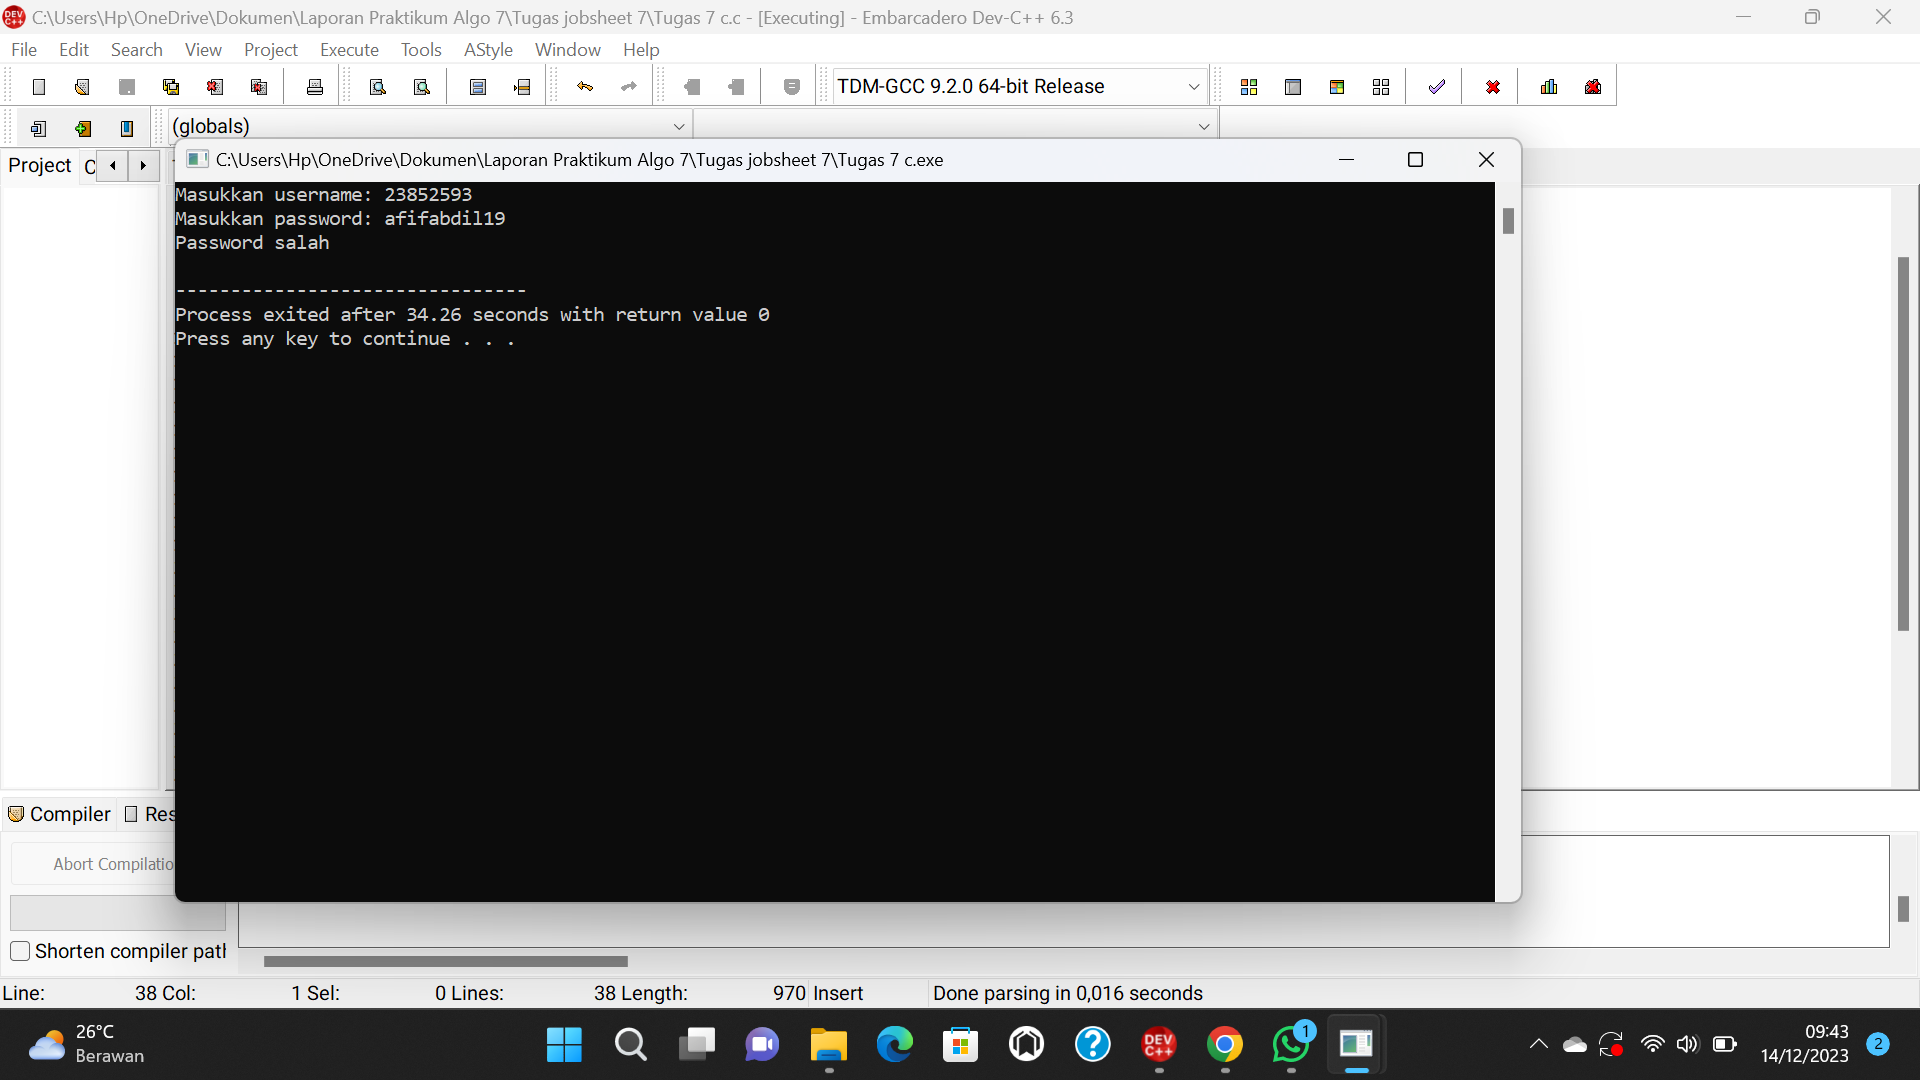 C:\Users\Hp\OneDrive\Dokumen\Laporan Praktikum Algo 7\Tugas jobsheet 7\Tugas 7 c.c - [Executing] - Embarcadero Dev-C++ 6.3
File Edit Search View Project Execute Tools AStyle Window Help
TDM-GCC 9.2.0 64-bit Release
(globals)
Project
C:\Users\Hp\OneDrive\Dokumen\Laporan Praktikum Algo 7\Tugas jobsheet 7\Tugas 7 c.exe
Masukkan username: 23852593
Masukkan password: afifabdil19
Password salah
--------------------------------
Process exited after 34.26 seconds with return value 0
Press any key to continue . . .
Compiler Res
Abort Compilatio
Shorten compiler path
Line: 38 Col: 1 Sel: 0 Lines: 38 Length: 970 Insert Done parsing in 0,016 seconds
26°C
Berawan
DEV
C++
1
09:43
14/12/2023
2